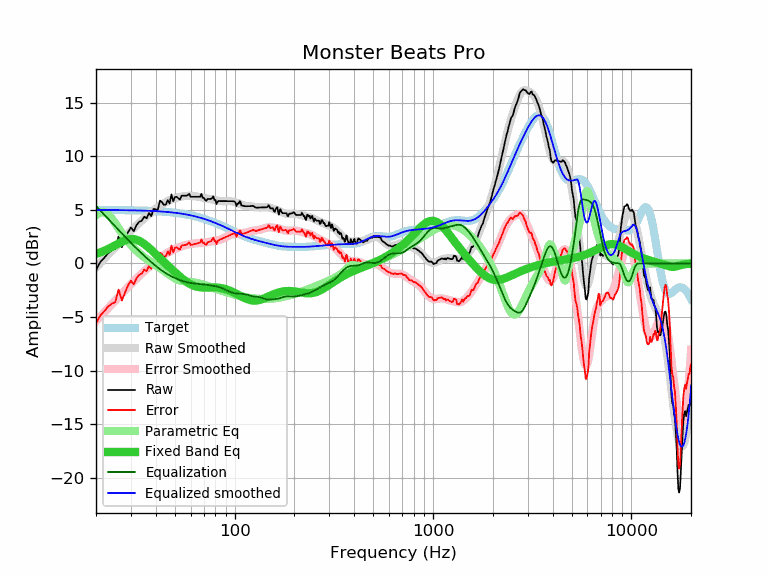 Monster Beats Pro
Amplitude (dBr)
15
10
5
0
−5
−10
−15
−20
Target
Raw Smoothed
Error Smoothed
Raw
Error
Parametric Eq
Fixed Band Eq
Equalization
Equalized smoothed
100
1000
10000
Frequency (Hz)